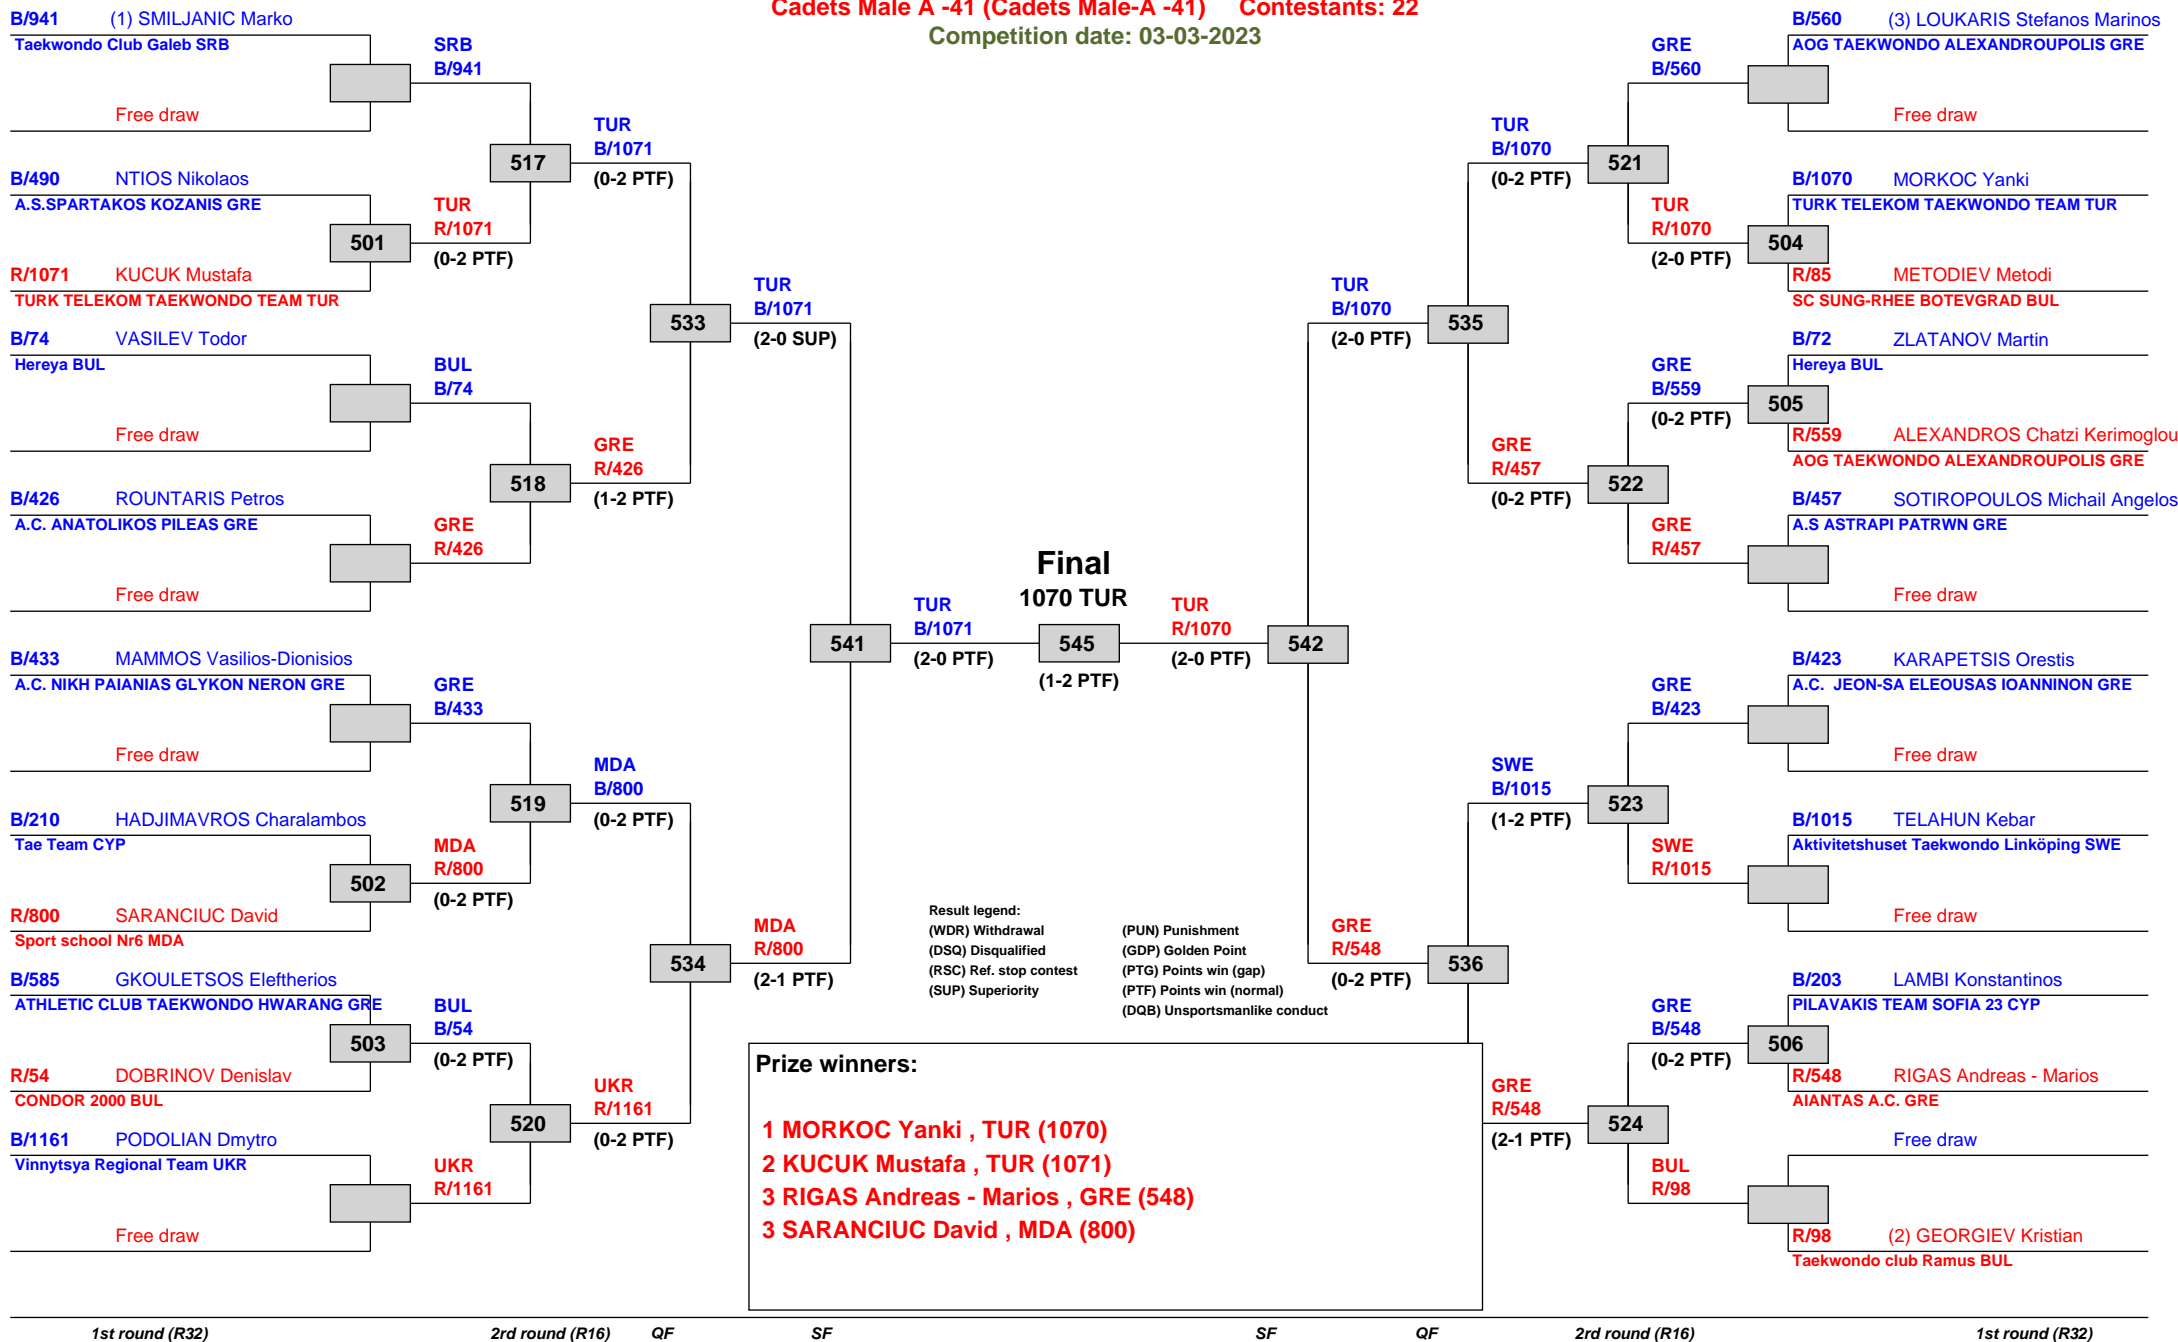 Cadets Male A -41 (Cadets Male-A -41) Contestants: 22
Competition date: 03-03-2023
B/941 (1) SMILJANIC Marko
Taekwondo Club Galeb SRB
Free draw
B/490 NTIOS Nikolaos
A.S.SPARTAKOS KOZANIS GRE
501
R/1071 KUCUK Mustafa
TURK TELEKOM TAEKWONDO TEAM TUR
B/74 VASILEV Todor
Hereya BUL
Free draw
B/426 ROUNTARIS Petros
A.C. ANATOLIKOS PILEAS GRE
Free draw
B/433 MAMMOS Vasilios-Dionisios
A.C. NIKH PAIANIAS GLYKON NERON GRE
Free draw
B/210 HADJIMAVROS Charalambos
Tae Team CYP
502
R/800 SARANCIUC David
Sport school Nr6 MDA
B/585 GKOULETSOS Eleftherios
ATHLETIC CLUB TAEKWONDO HWARANG GRE
503
R/54 DOBRINOV Denislav
CONDOR 2000 BUL
B/1161 PODOLIAN Dmytro
Vinnytsya Regional Team UKR
Free draw
SRB
B/941
517
TUR
R/1071
(0-2 PTF)
BUL
B/74
518
GRE
R/426
GRE
B/433
519
MDA
R/800
(0-2 PTF)
BUL
B/54
(0-2 PTF)
520
UKR
R/1161
TUR
B/1071
(0-2 PTF)
533
GRE
R/426
(1-2 PTF)
MDA
B/800
(0-2 PTF)
534
UKR
R/1161
(0-2 PTF)
TUR
B/1071
(2-0 SUP)
541
MDA
R/800
(2-1 PTF)
TUR
B/1071
(2-0 PTF)
Final
1070 TUR
545
(1-2 PTF)
TUR
R/1070
(2-0 PTF)
542
TUR
B/1070
(2-0 PTF)
GRE
R/548
(0-2 PTF)
TUR
B/1070
(0-2 PTF)
535
GRE
R/457
(0-2 PTF)
SWE
B/1015
(1-2 PTF)
536
GRE
R/548
(2-1 PTF)
GRE
B/560
521
TUR
R/1070
(2-0 PTF)
GRE
B/559
(0-2 PTF)
522
GRE
R/457
GRE
B/423
523
SWE
R/1015
GRE
B/548
(0-2 PTF)
524
BUL
R/98
B/560 (3) LOUKARIS Stefanos Marinos
AOG TAEKWONDO ALEXANDROUPOLIS GRE
Free draw
B/1070 MORKOC Yanki
TURK TELEKOM TAEKWONDO TEAM TUR
504
R/85 METODIEV Metodi
SC SUNG-RHEE BOTEVGRAD BUL
B/72 ZLATANOV Martin
Hereya BUL
505
R/559 ALEXANDROS Chatzi Kerimoglou
AOG TAEKWONDO ALEXANDROUPOLIS GRE
B/457 SOTIROPOULOS Michail Angelos
A.S ASTRAPI PATRWN GRE
Free draw
B/423 KARAPETSIS Orestis
A.C. JEON-SA ELEOUSAS IOANNINON GRE
Free draw
B/1015 TELAHUN Kebar
Aktivitetshuset Taekwondo Linköping SWE
Free draw
B/203 LAMBI Konstantinos
PILAVAKIS TEAM SOFIA 23 CYP
506
R/548 RIGAS Andreas - Marios
AIANTAS A.C. GRE
Free draw
R/98 (2) GEORGIEV Kristian
Taekwondo club Ramus BUL
Result legend:
(WDR) Withdrawal
(DSQ) Disqualified
(RSC) Ref. stop contest
(SUP) Superiority
(PUN) Punishment
(GDP) Golden Point
(PTG) Points win (gap)
(PTF) Points win (normal)
(DQB) Unsportsmanlike conduct
Prize winners:
1 MORKOC Yanki , TUR (1070)
2 KUCUK Mustafa , TUR (1071)
3 RIGAS Andreas - Marios , GRE (548)
3 SARANCIUC David , MDA (800)
1st round (R32) 2rd round (R16) QF SF SF QF 2rd round (R16) 1st round (R32)